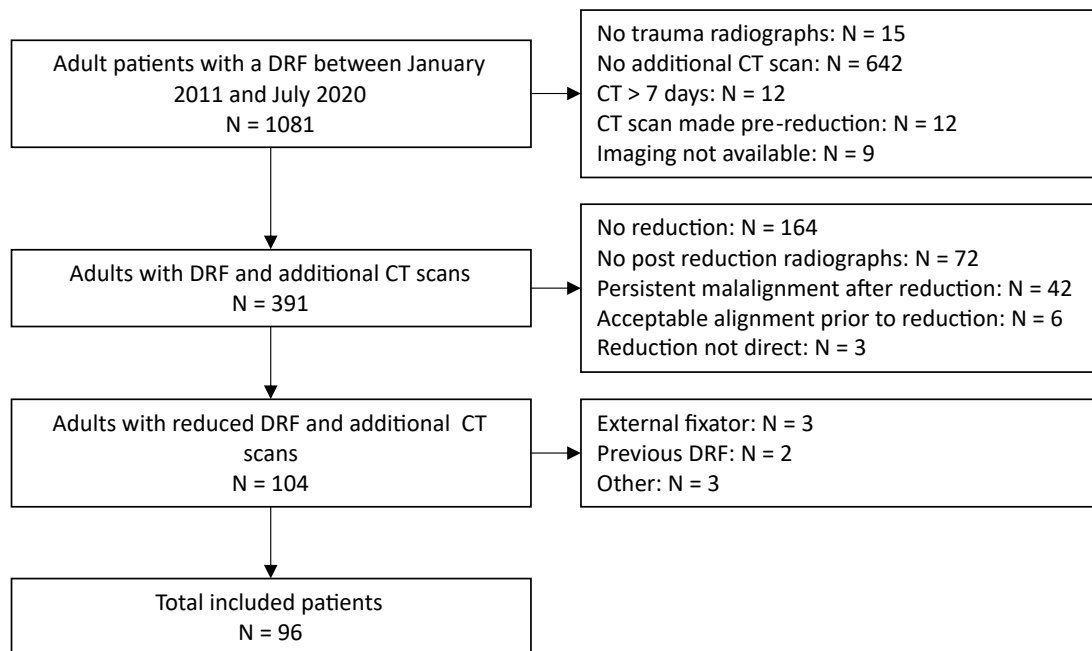 Adult patients with a DRF between January
2011 and July 2020
N = 1081
No trauma radiographs: N = 15
No additional CT scan: N = 642
CT > 7 days: N = 12
CT scan made pre-reduction: N = 12
Imaging not available: N = 9
Adults with DRF and additional CT scans
N = 391
No reduction: N = 164
No post reduction radiographs: N = 72
Persistent malalignment after reduction: N = 42
Acceptable alignment prior to reduction: N = 6
Reduction not direct: N = 3
Adults with reduced DRF and additional CT
scans
N = 104
External fixator: N = 3
Previous DRF: N = 2
Other: N = 3
Total included patients
N = 96